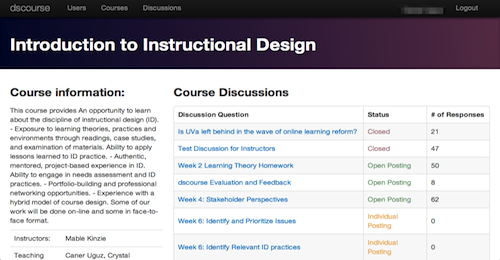 dscourse Users Courses Discussions Logout
Introduction to Instructional Design
Course information:
This course provides An opportunity to learn
about the discipline of instructional design (ID).
- Exposure to learning theories, practices and
environments through readings, case studies,
and examination of materials. Ability to apply
lessons learned to ID practice. - Authentic,
mentored, project-based experience in ID.
Ability to engage in needs assessment and ID
practices. - Portfolio-building and professional
networking opportunities. - Experience with a
hybrid model of course design. Some of our
work will be done on-line and some in face-to-
face format.
Instructors: Mable Kinzie
Teaching Caner Uguz, Crystal
Course Discussions
Discussion Question Status # of Responses
Is UVa left behind in the wave of online learning reform? Closed 21
Test Discussion for Instructors Closed 47
Week 2 Learning Theory Homework Open Posting 50
dscourse Evaluation and Feedback Open Posting 8
Week 4: Stakeholder Perspectives Open Posting 62
Week 6: Identify and Prioritize Issues Individual Posting 0
Week 6: Identify Relevant ID practices Individual Posting 0